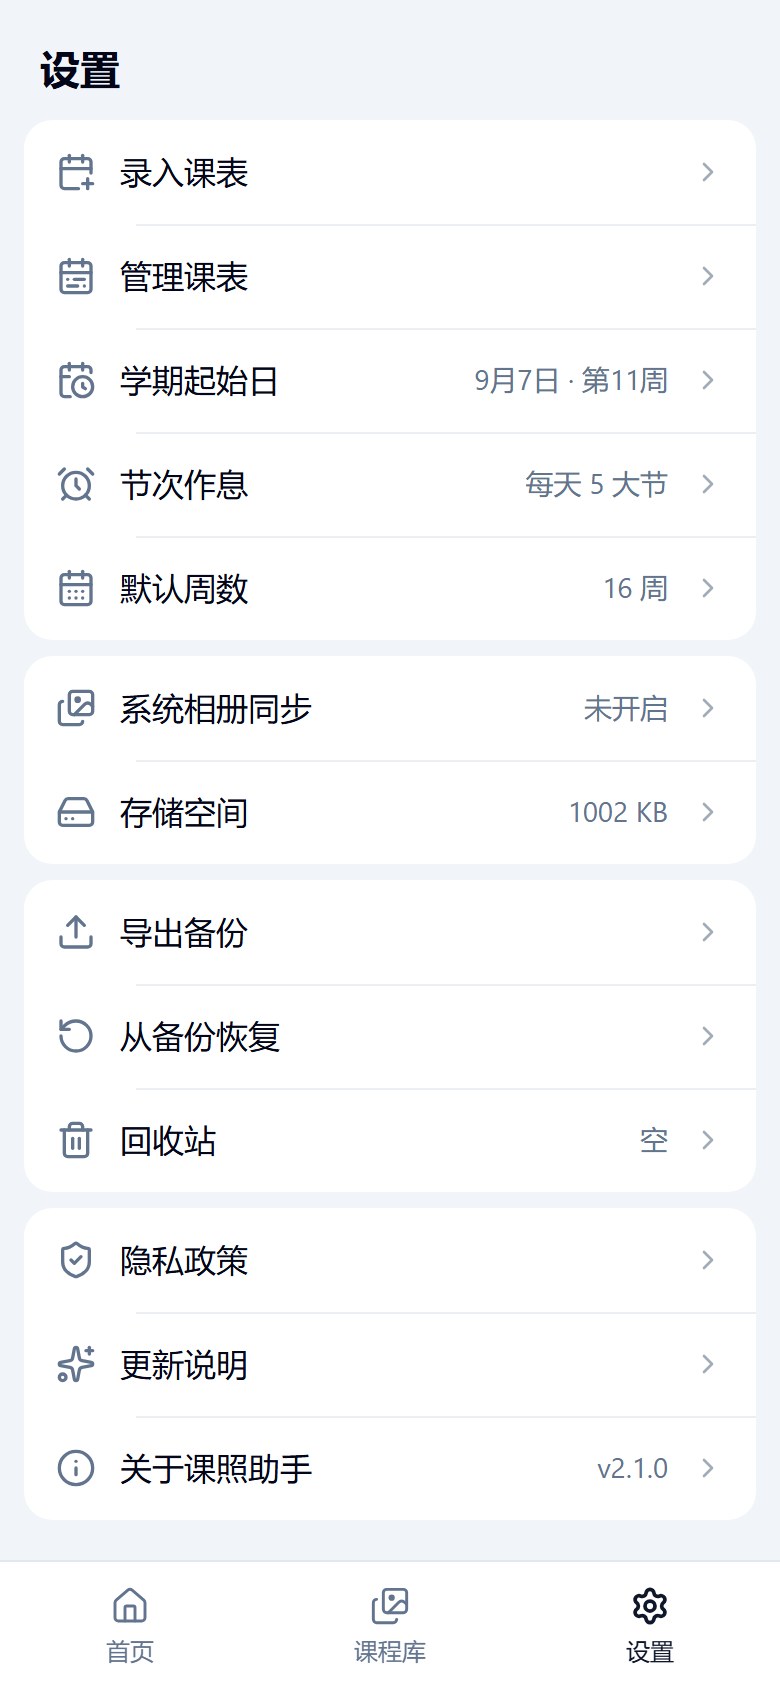 设置
录入课表
管理课表
学期起始日 9月7日 · 第11周
节次作息 每天 5 大节
默认周数 16 周
系统相册同步 未开启
存储空间 1002 KB
导出备份
从备份恢复
回收站 空
隐私政策
更新说明
关于课照助手 v2.1.0
首页 课程库 设置